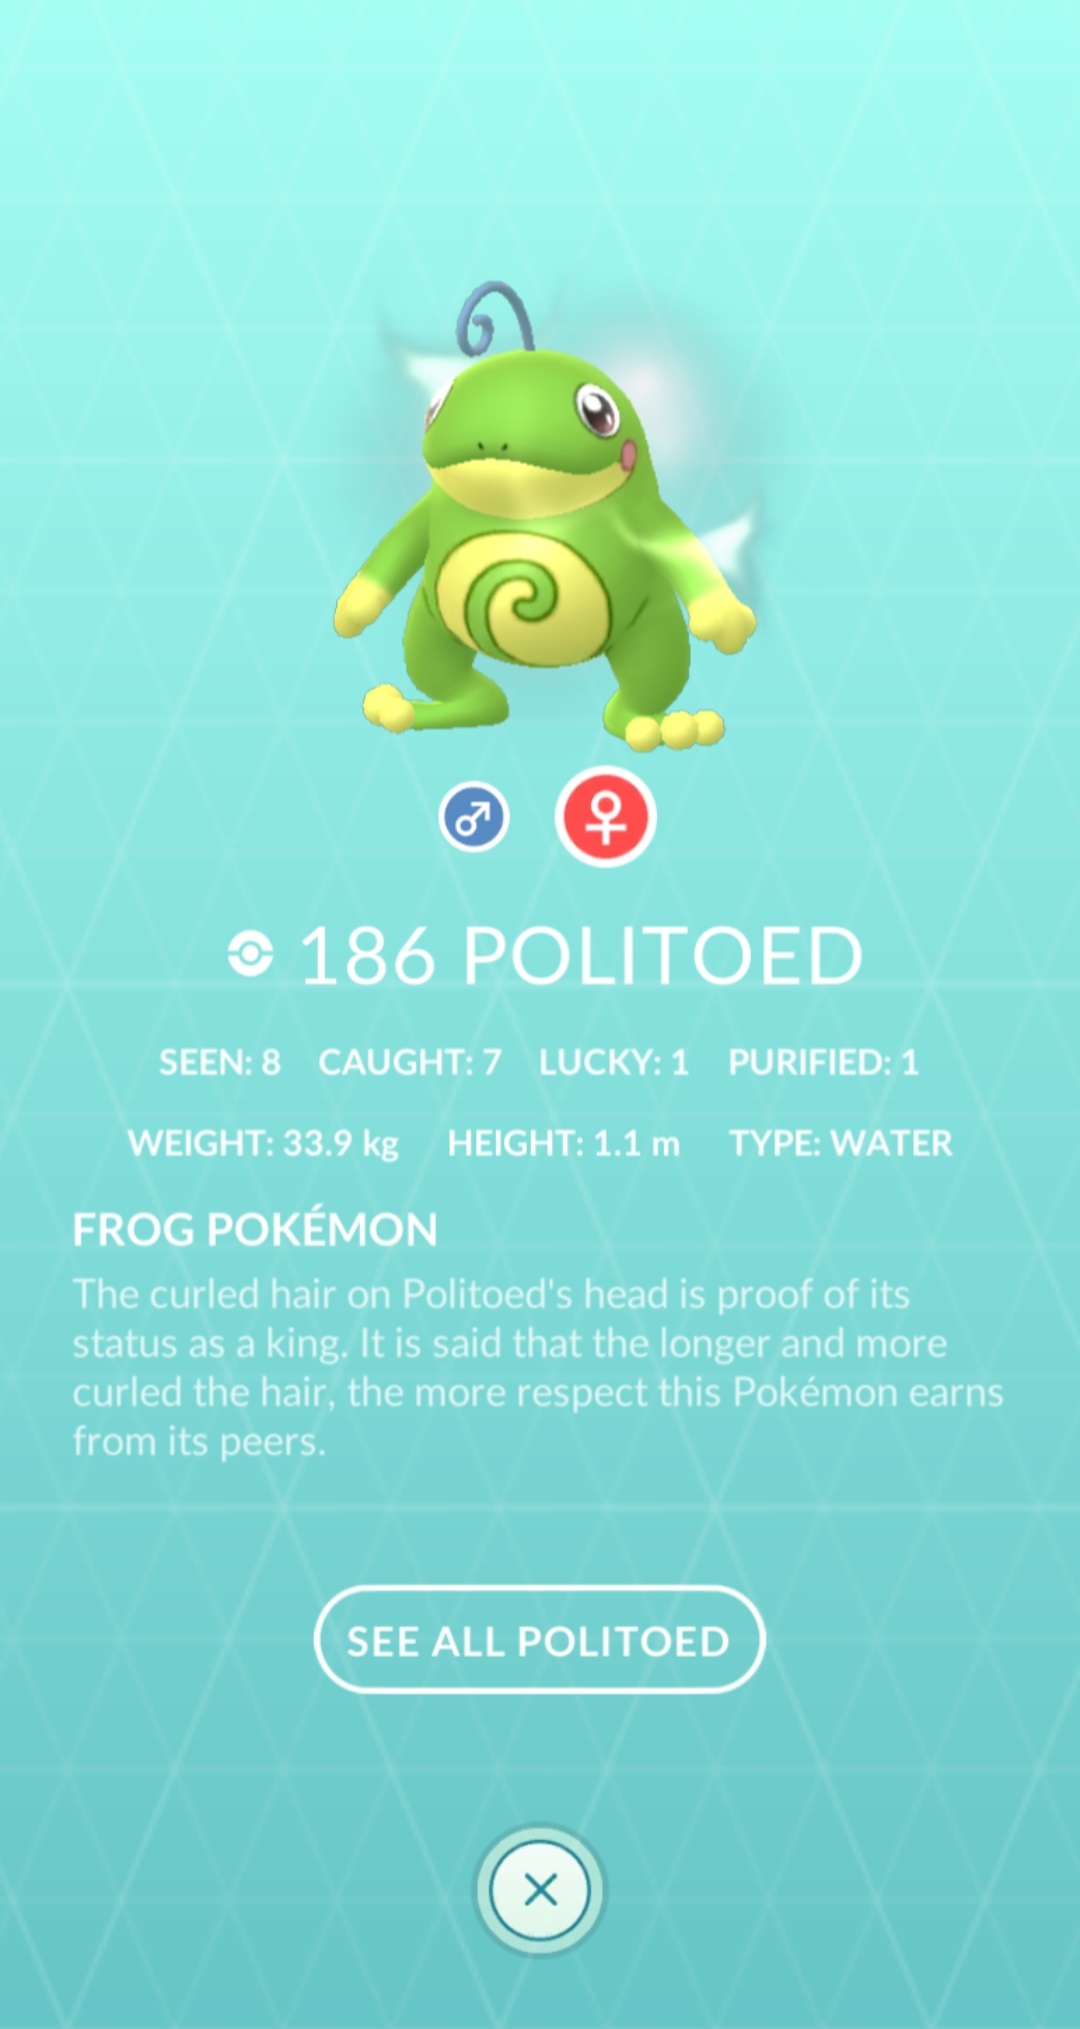 186 POLITOED
SEEN: 8 CAUGHT: 7 LUCKY: 1 PURIFIED: 1
WEIGHT: 33.9 kg HEIGHT: 1.1 m TYPE: WATER
FROG POKÉMON
The curled hair on Politoed's head is proof of its
status as a king. It is said that the longer and more
curled the hair, the more respect this Pokémon earns
from its peers.
SEE ALL POLITOED